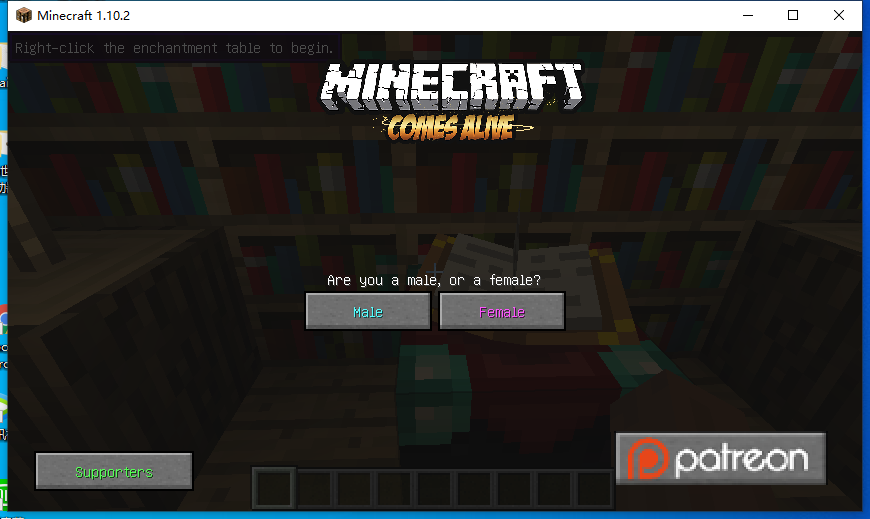 Minecraft 1.10.2
Right-click the enchantment table to begin.
MINECRAFT
COMES ALIVE
Are you a male, or a female?
Male
Female
Supporters
patreon